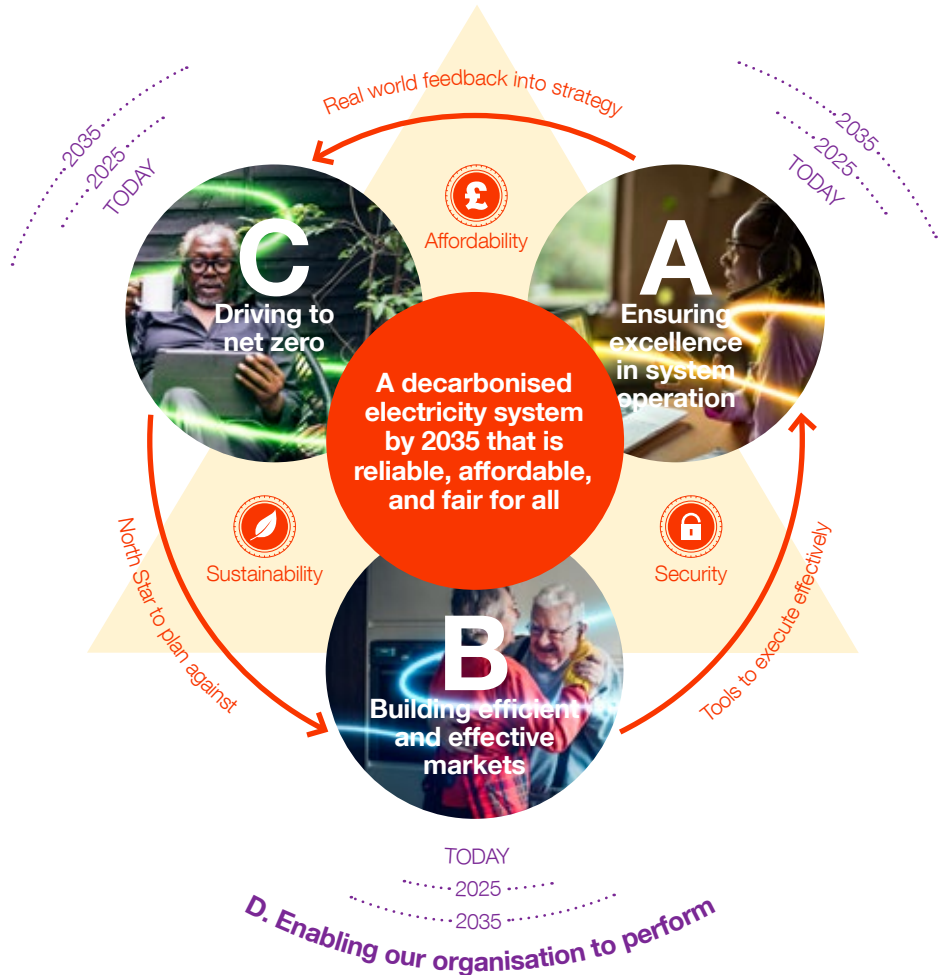 Real world feedback into strategy
2035
2025
TODAY
2035
2025
TODAY
£
Affordability
C
Driving to
net zero
A
Ensuring
excellence
in system
operation
A decarbonised
electricity system
by 2035 that is
reliable, affordable,
and fair for all
Sustainability
Security
North Star to plan against
Tools to execute effectively
B
Building efficient
and effective
markets
TODAY
2025
2035
D. Enabling our organisation to perform